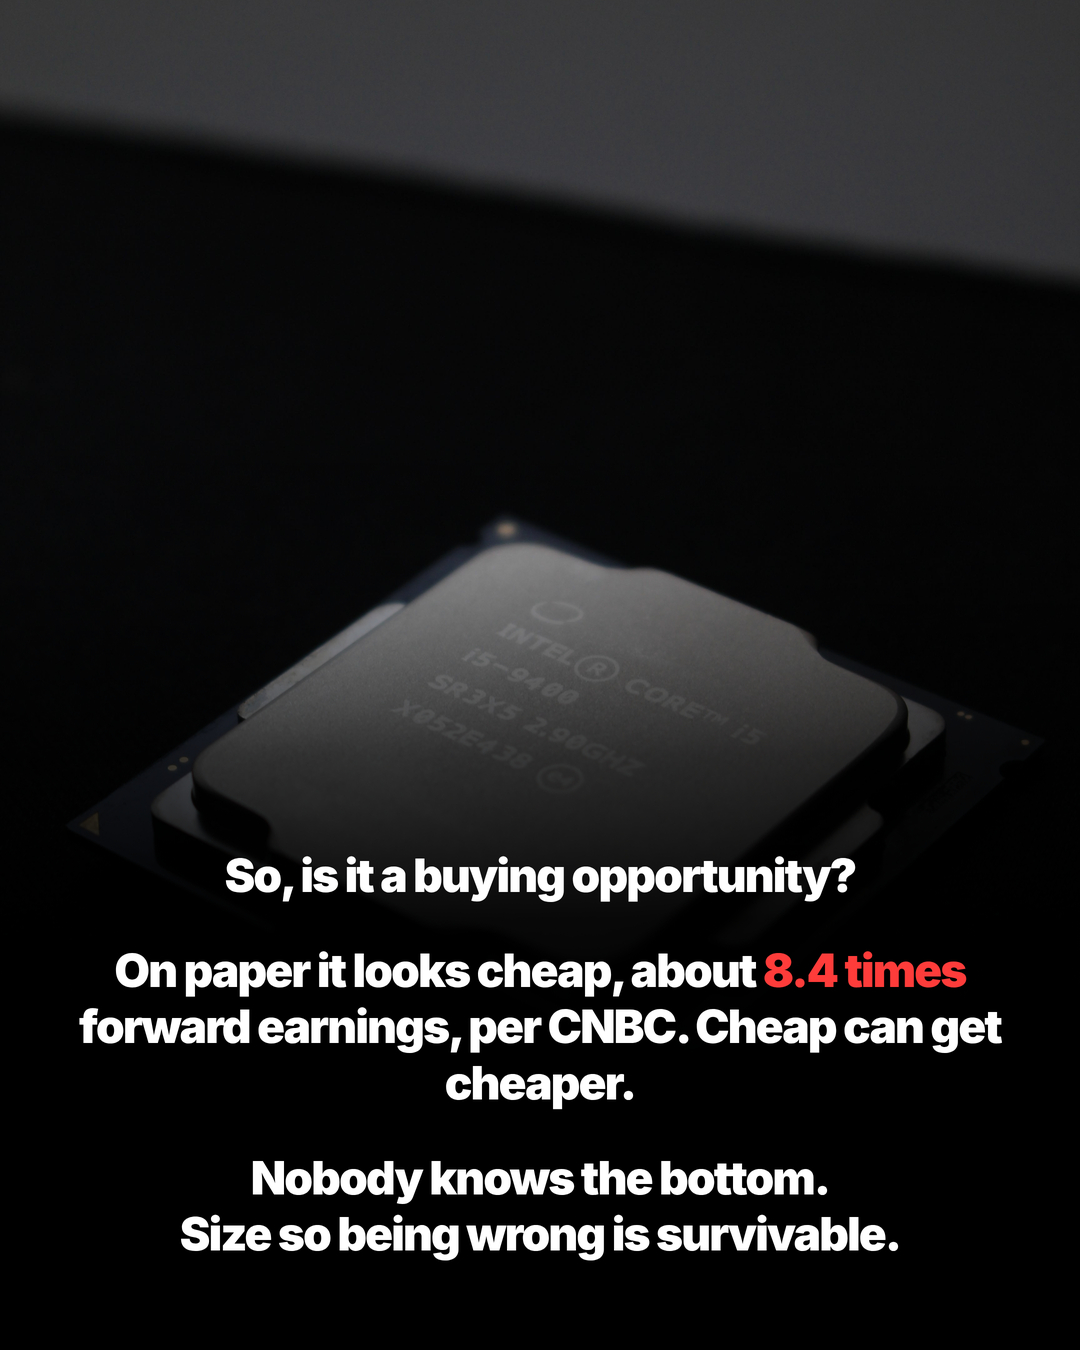 INTEL® CORE™ i5
i5-9400
SR3X5 2.90GHZ
X052E438 e4
So, is it a buying opportunity?
On paper it looks cheap, about 8.4 times
forward earnings, per CNBC. Cheap can get
cheaper.
Nobody knows the bottom.
Size so being wrong is survivable.